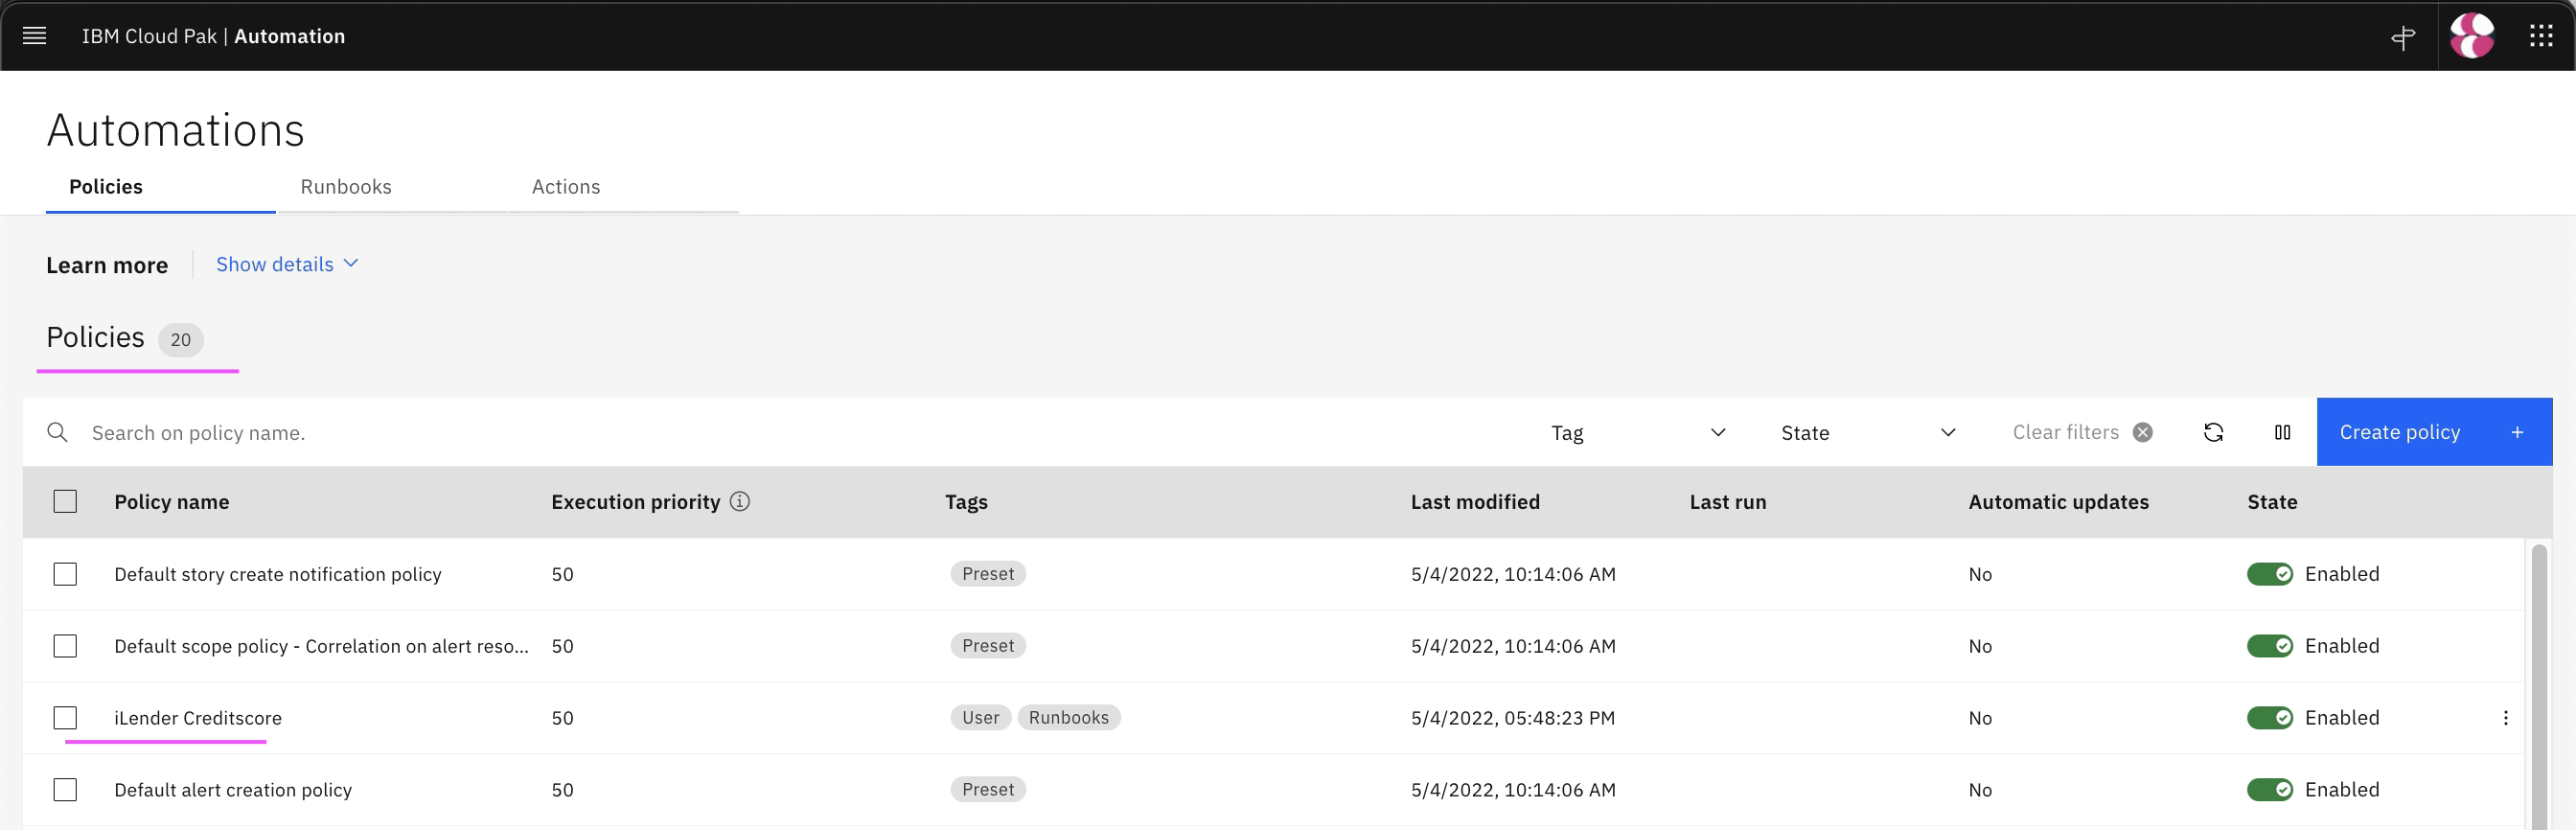 IBM Cloud Pak | Automation
Automations
Policies Runbooks Actions
Learn more Show details
Policies 20
Search on policy name. Tag State Clear filters Create policy +
Policy name Execution priority Tags Last modified Last run Automatic updates State
Default story create notification policy 50 Preset 5/4/2022, 10:14:06 AM No Enabled
Default scope policy - Correlation on alert reso... 50 Preset 5/4/2022, 10:14:06 AM No Enabled
iLender Creditscore 50 User Runbooks 5/4/2022, 05:48:23 PM No Enabled
Default alert creation policy 50 Preset 5/4/2022, 10:14:06 AM No Enabled